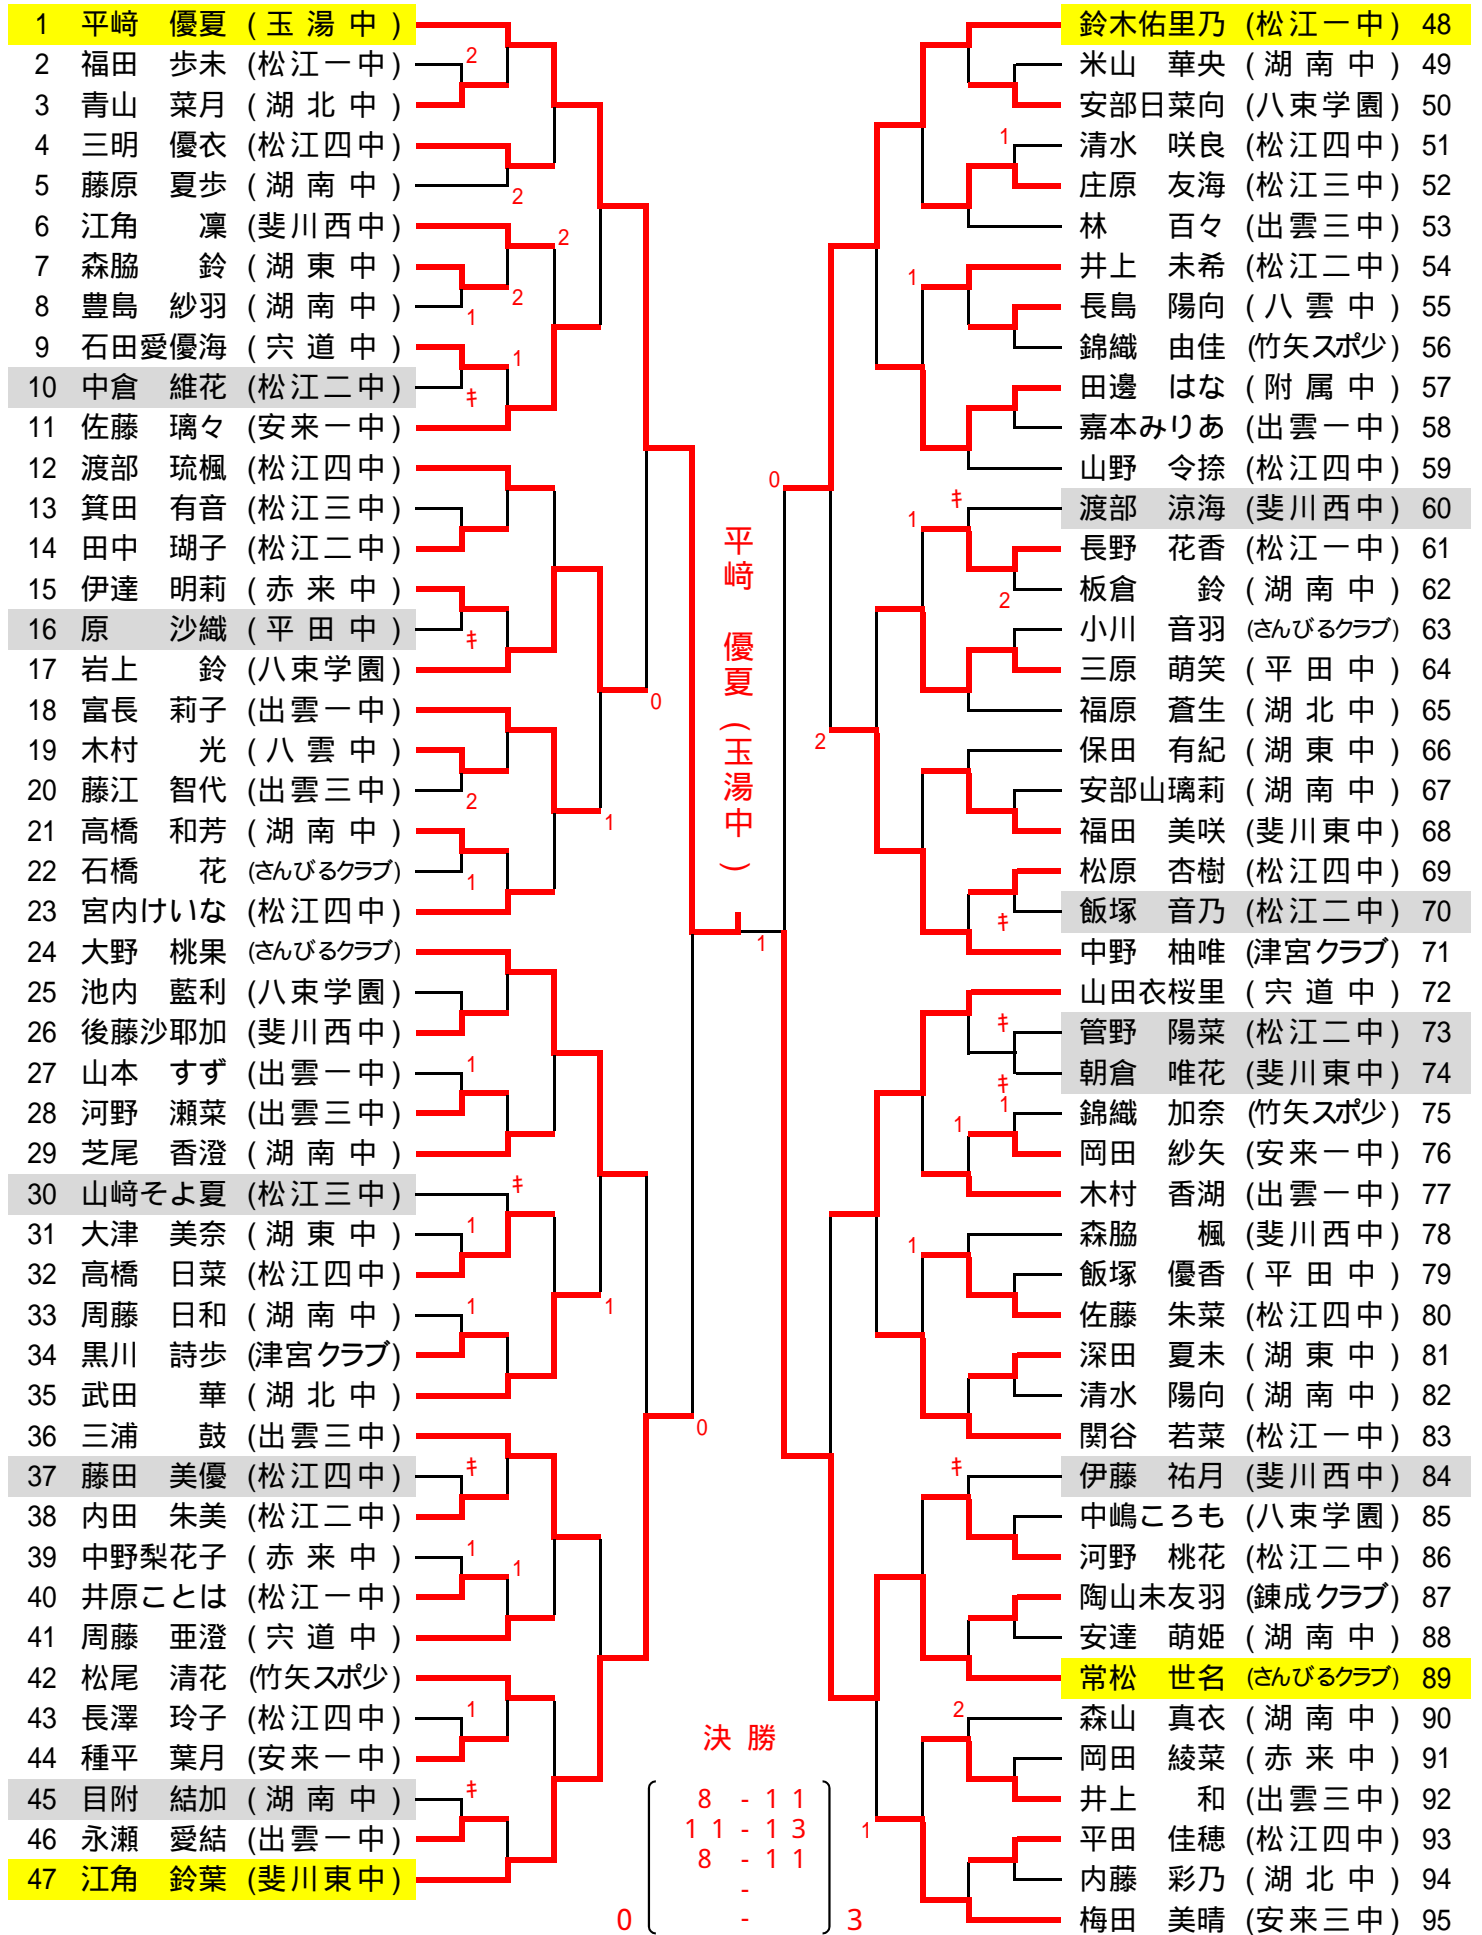 1 平﨑 優夏 (玉湯中)
2 福田 歩未 (松江一中)
3 青山 菜月 (湖北中)
4 三明 優衣 (松江四中)
5 藤原 夏歩 (湖南中)
6 江角 凜 (斐川西中)
7 森脇 鈴 (湖東中)
8 豊島 紗羽 (湖南中)
9 石田愛優海 (宍道中)
10 中倉 維花 (松江二中)
11 佐藤 璃々 (安来一中)
12 渡部 琉楓 (松江四中)
13 箕田 有音 (松江三中)
14 田中 瑚子 (松江二中)
15 伊達 明莉 (赤来中)
16 原 沙織 (平田中)
17 岩上 鈴 (八束学園)
18 富長 莉子 (出雲一中)
19 木村 光 (八雲中)
20 藤江 智代 (出雲三中)
21 高橋 和芳 (湖南中)
22 石橋 花 (さんびるクラブ)
23 宮内けいな (松江四中)
24 大野 桃果 (さんびるクラブ)
25 池内 藍利 (八束学園)
26 後藤沙耶加 (斐川西中)
27 山本 すず (出雲一中)
28 河野 瀬菜 (出雲三中)
29 芝尾 香澄 (湖南中)
30 山﨑そよ夏 (松江三中)
31 大津 美奈 (湖東中)
32 高橋 日菜 (松江四中)
33 周藤 日和 (湖南中)
34 黒川 詩歩 (津宮クラブ)
35 武田 華 (湖北中)
36 三浦 鼓 (出雲三中)
37 藤田 美優 (松江四中)
38 内田 朱美 (松江二中)
39 中野梨花子 (赤来中)
40 井原ことは (松江一中)
41 周藤 亜澄 (宍道中)
42 松尾 清花 (竹矢スポ少)
43 長澤 玲子 (松江四中)
44 種平 葉月 (安来一中)
45 目附 結加 (湖南中)
46 永瀬 愛結 (出雲一中)
47 江角 鈴葉 (斐川東中)
2
2
2
2
1
1
キ
キ
0
2
1
1
1
キ
1
1
1
0
キ
1
1
1
キ
平﨑 優夏 (玉湯中)
1
決勝
8 - 11
11 - 13
8 - 11
-
0 - 3
鈴木佑里乃 (松江一中) 48
米山 華央 (湖南中) 49
安部日菜向 (八束学園) 50
清水 咲良 (松江四中) 51
庄原 友海 (松江三中) 52
林 百々 (出雲三中) 53
井上 未希 (松江二中) 54
長島 陽向 (八雲中) 55
錦織 由佳 (竹矢スポ少) 56
田邊 はな (附属中) 57
嘉本みりあ (出雲一中) 58
山野 令捺 (松江四中) 59
渡部 涼海 (斐川西中) 60
長野 花香 (松江一中) 61
板倉 鈴 (湖南中) 62
小川 音羽 (さんびるクラブ) 63
三原 萌笑 (平田中) 64
福原 蒼生 (湖北中) 65
保田 有紀 (湖東中) 66
安部山璃莉 (湖南中) 67
福田 美咲 (斐川東中) 68
松原 杏樹 (松江四中) 69
飯塚 音乃 (松江二中) 70
中野 柚唯 (津宮クラブ) 71
山田衣桜里 (宍道中) 72
管野 陽菜 (松江二中) 73
朝倉 唯花 (斐川東中) 74
錦織 加奈 (竹矢スポ少) 75
岡田 紗矢 (安来一中) 76
木村 香湖 (出雲一中) 77
森脇 楓 (斐川西中) 78
飯塚 優香 (平田中) 79
佐藤 朱菜 (松江四中) 80
深田 夏未 (湖東中) 81
清水 陽向 (湖南中) 82
関谷 若菜 (松江一中) 83
伊藤 祐月 (斐川西中) 84
中嶋ころも (八束学園) 85
河野 桃花 (松江二中) 86
陶山未友羽 (錬成クラブ) 87
安達 萌姫 (湖南中) 88
常松 世名 (さんびるクラブ) 89
森山 真衣 (湖南中) 90
岡田 綾菜 (赤来中) 91
井上 和 (出雲三中) 92
平田 佳穂 (松江四中) 93
内藤 彩乃 (湖北中) 94
梅田 美晴 (安来三中) 95
1
1
0
キ
1
2
2
キ
キ
キ
1
1
1
キ
2
1